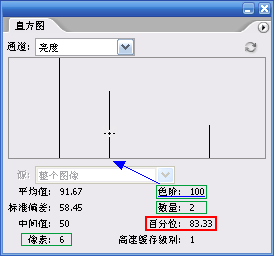 直方图
通道: 亮度
源: 整个图像
平均值: 91.67 色阶: 100
标准偏差: 58.45 数量: 2
中间值: 50 百分位: 83.33
像素: 6 高速缓存级别: 1